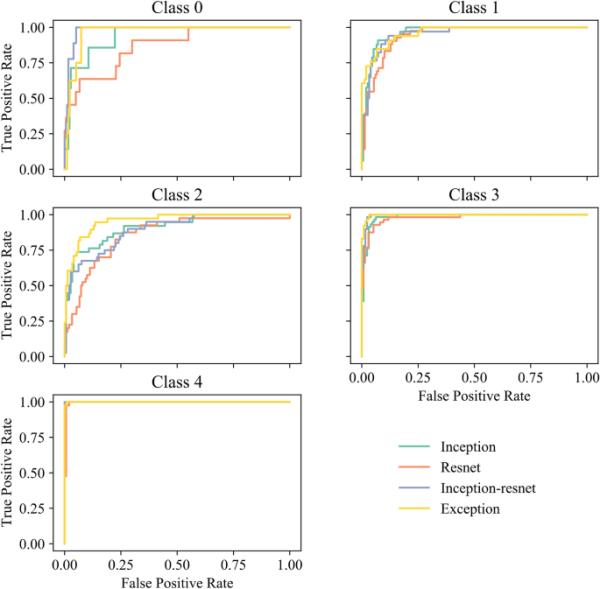 Class 0
Class 1
True Positive Rate
1.00
0.75
0.50
0.25
0.00
Class 2
Class 3
True Positive Rate
1.00
0.75
0.50
0.25
0.00
0.00 0.25 0.50 0.75 1.00
False Positive Rate
Class 4
True Positive Rate
1.00
0.75
0.50
0.25
0.00
0.00 0.25 0.50 0.75 1.00
False Positive Rate
Inception
Resnet
Inception-resnet
Exception